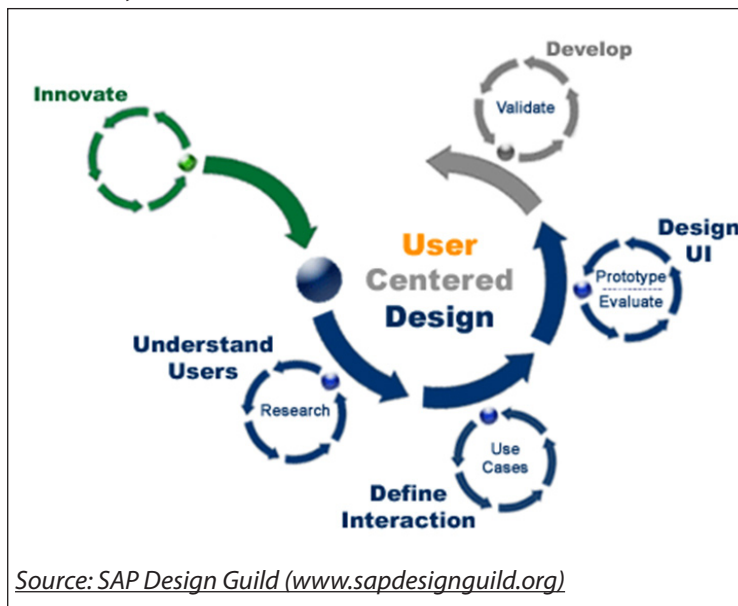 Develop
Validate
Innovate
User
Centered
Design
Design
UI
Prototype
Evaluate
Understand
Users
Research
Use
Cases
Define
Interaction
Source: SAP Design Guild (www.sapdesignguild.org)